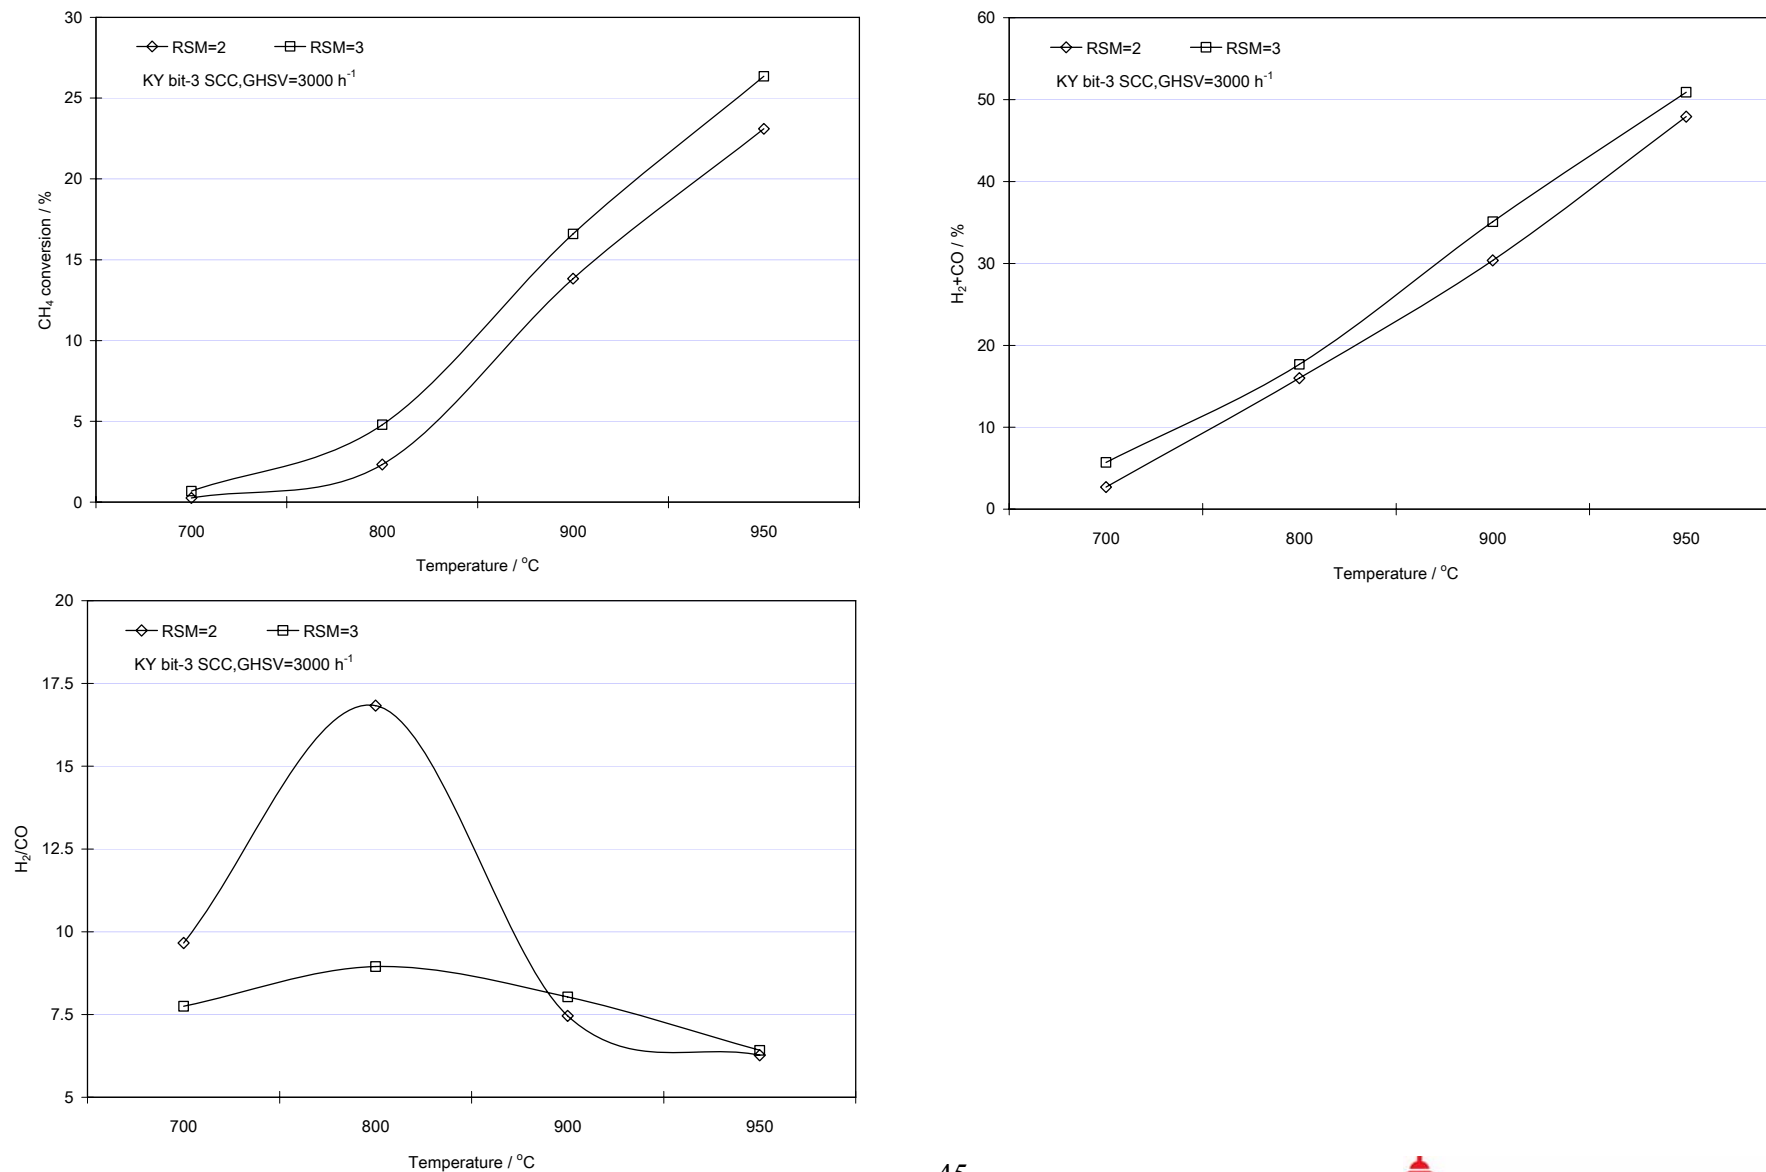 30
25
20
15
10
5
0
CH₄ conversion / %
RSM=2 RSM=3
KY bit-3 SCC,GHSV=3000 h⁻¹
700 800 900 950
Temperature / °C
60
50
40
30
20
10
0
H₂+CO / %
RSM=2 RSM=3
KY bit-3 SCC,GHSV=3000 h⁻¹
700 800 900 950
Temperature / °C
20
17.5
15
12.5
10
7.5
5
H₂/CO
RSM=2 RSM=3
KY bit-3 SCC,GHSV=3000 h⁻¹
700 800 900 950
Temperature / °C
45